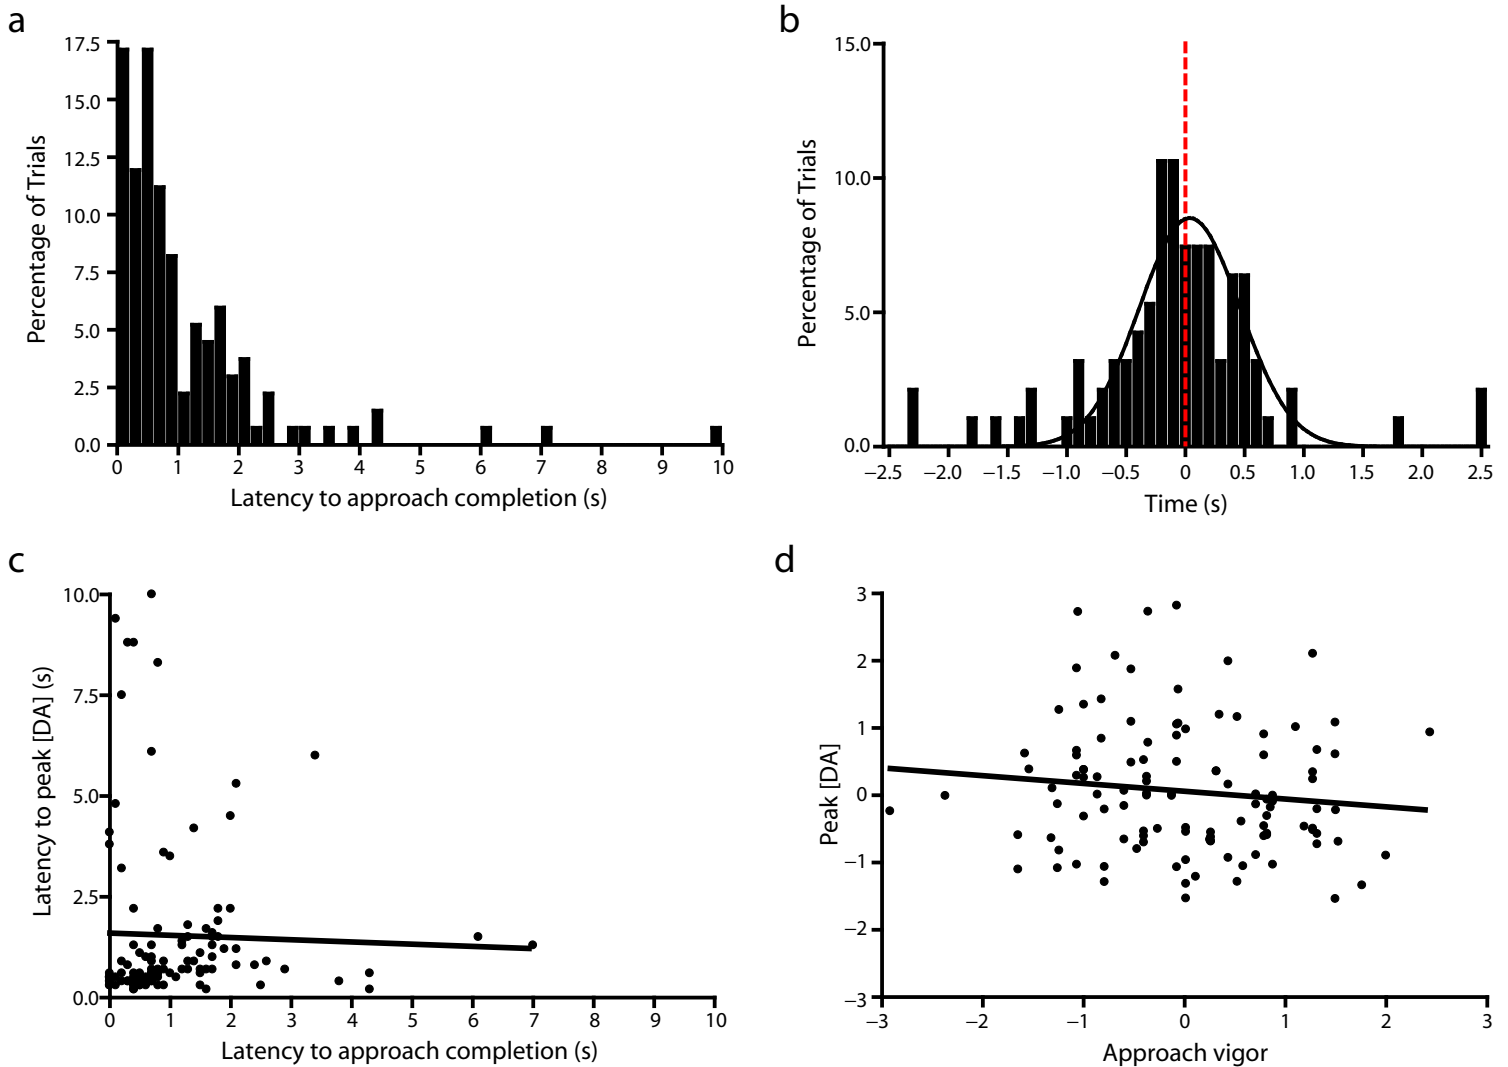 a
Percentage of Trials
17.5
15.0
12.5
10.0
7.5
5.0
2.5
0.0
0 1 2 3 4 5 6 7 8 9 10
Latency to approach completion (s)
b
Percentage of Trials
15.0
10.0
5.0
0.0
−2.5 −2.0 −1.5 −1.0 −0.5 0 0.5 1.0 1.5 2.0 2.5
Time (s)
c
Latency to peak [DA] (s)
10.0
7.5
5.0
2.5
0.0
0 1 2 3 4 5 6 7 8 9 10
Latency to approach completion (s)
d
Peak [DA]
3
2
1
0
−1
−2
−3
−3 −2 −1 0 1 2 3
Approach vigor